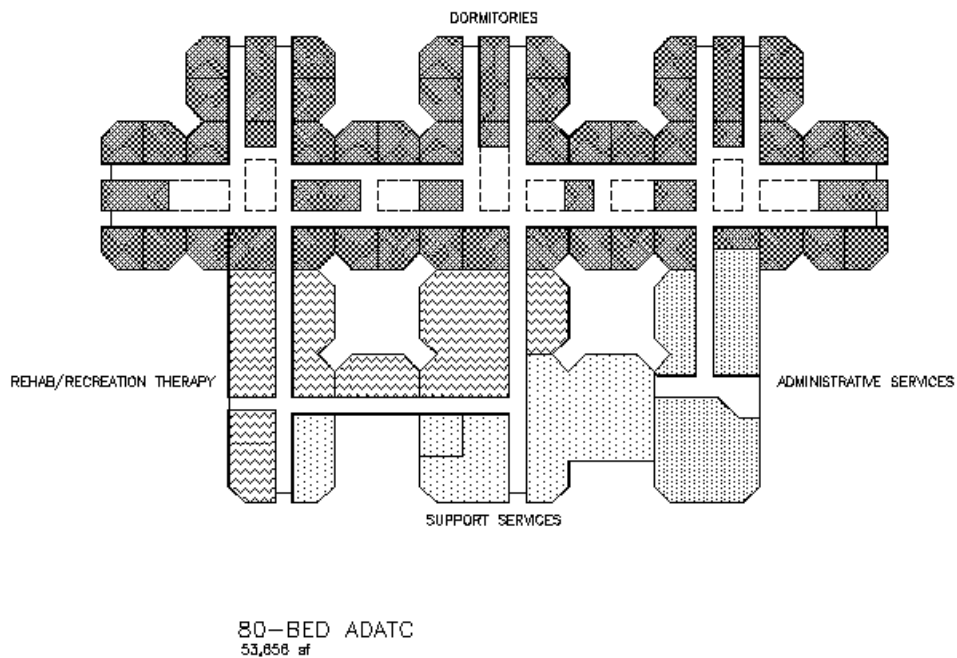 DORMITORIES
REHAB/RECREATION THERAPY
ADMINISTRATIVE SERVICES
SUPPORT SERVICES
80-BED ADATC
53,656 sf